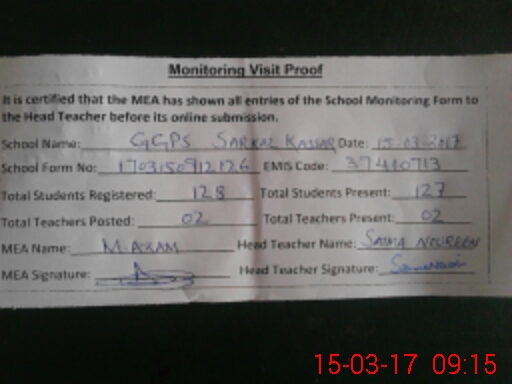 Monitoring Visit Proof
It is certified that the MEA has shown all entries of the School Monitoring Form to
the Head Teacher before its online submission.
School Name: GGPS SARKAL KASSAR Date: 15-03-2017
School Form No: 1703150912126 EMIS Code: 37410713
Total Students Registered: 128 Total Students Present: 127
Total Teachers Posted: 02 Total Teachers Present: 02
MEA Name: M. AZAM Head Teacher Name: SAIMA NOUREEN
MEA Signature: Head Teacher Signature:
15-03-17 09:15